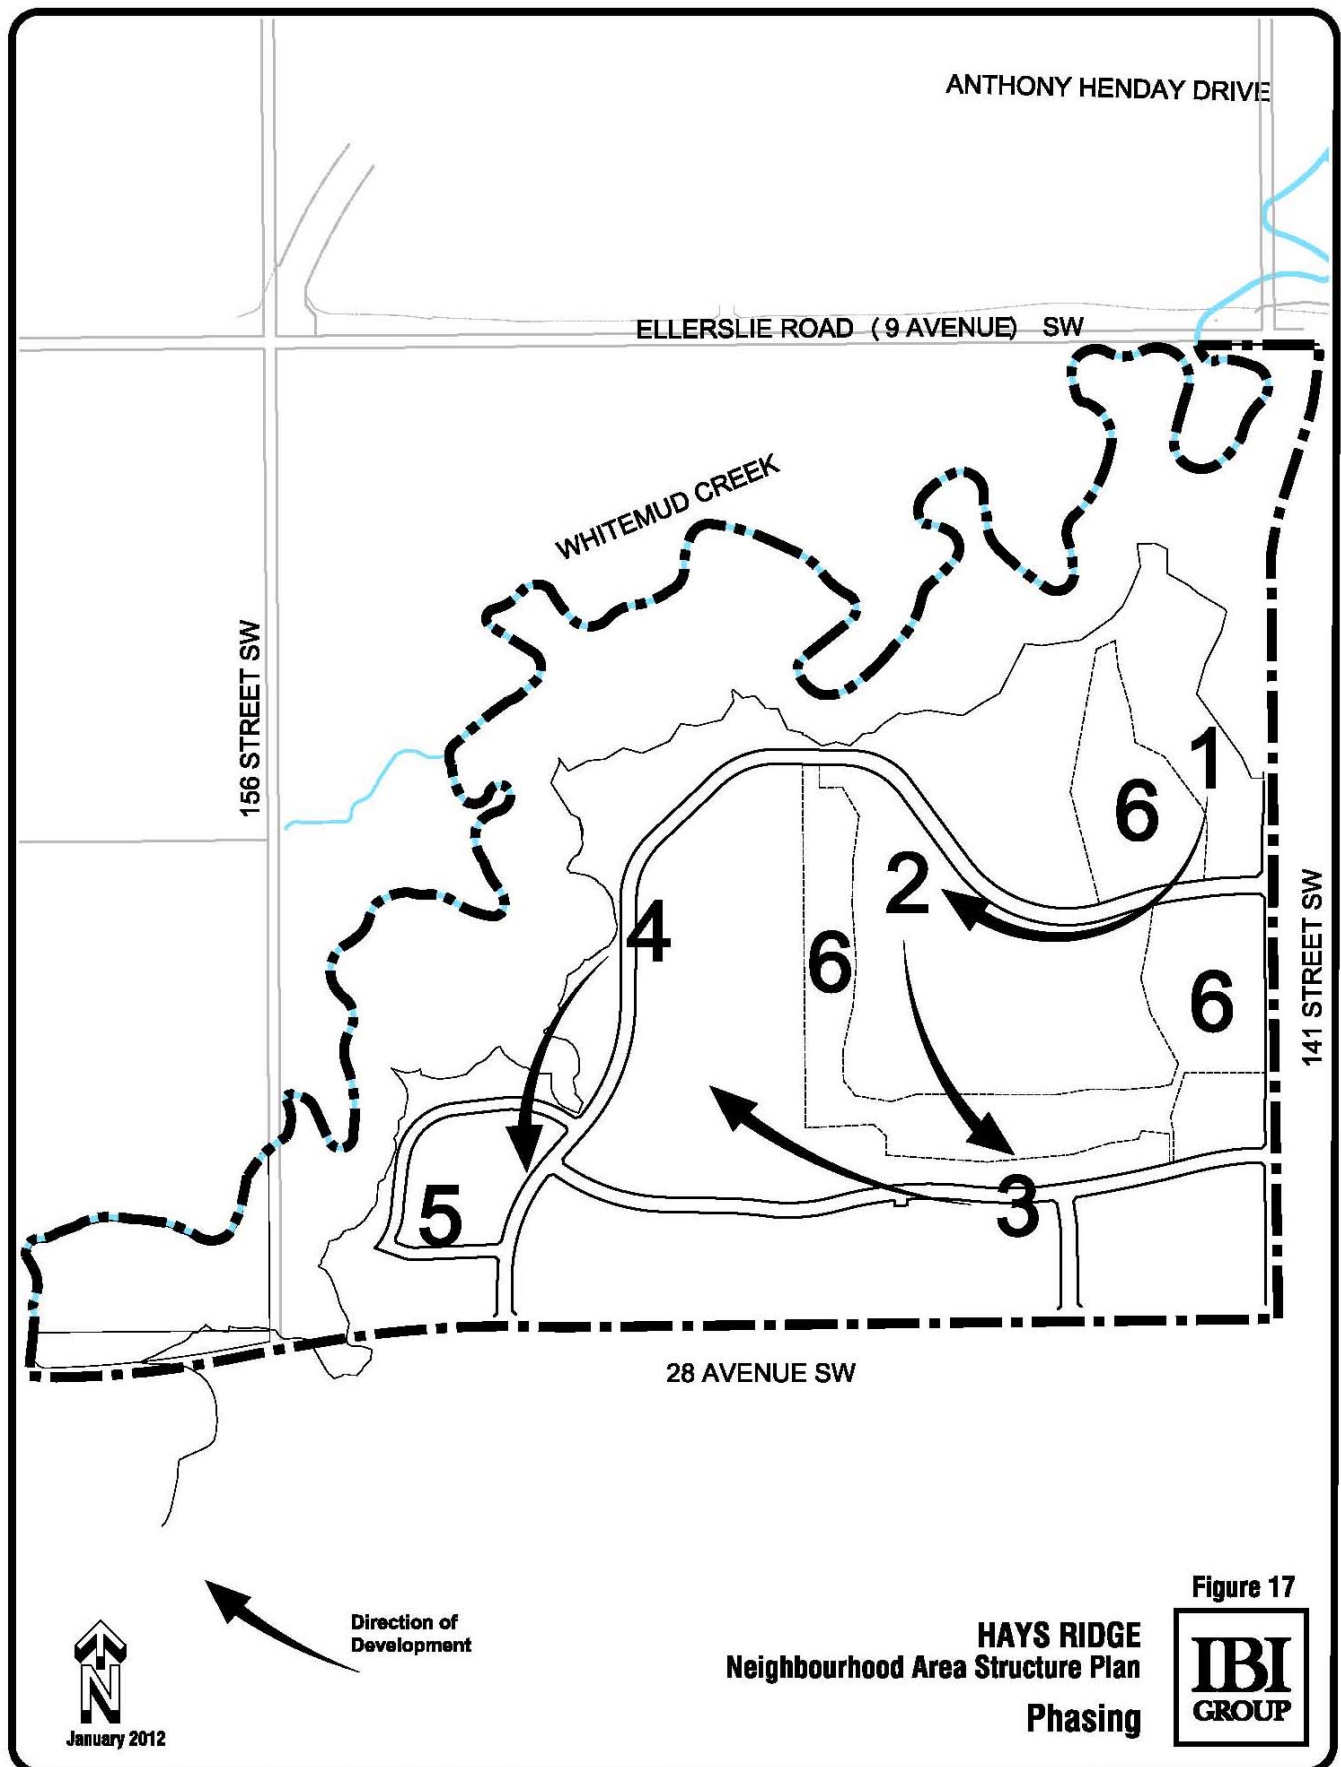 ANTHONY HENDAY DRIVE
ELLERSLIE ROAD (9 AVENUE) SW
WHITEMUD CREEK
156 STREET SW
1
6
2
4
6
6
141 STREET SW
3
5
28 AVENUE SW
Direction of
Development
N
January 2012
Figure 17
HAYS RIDGE
Neighbourhood Area Structure Plan
Phasing
IBI
GROUP